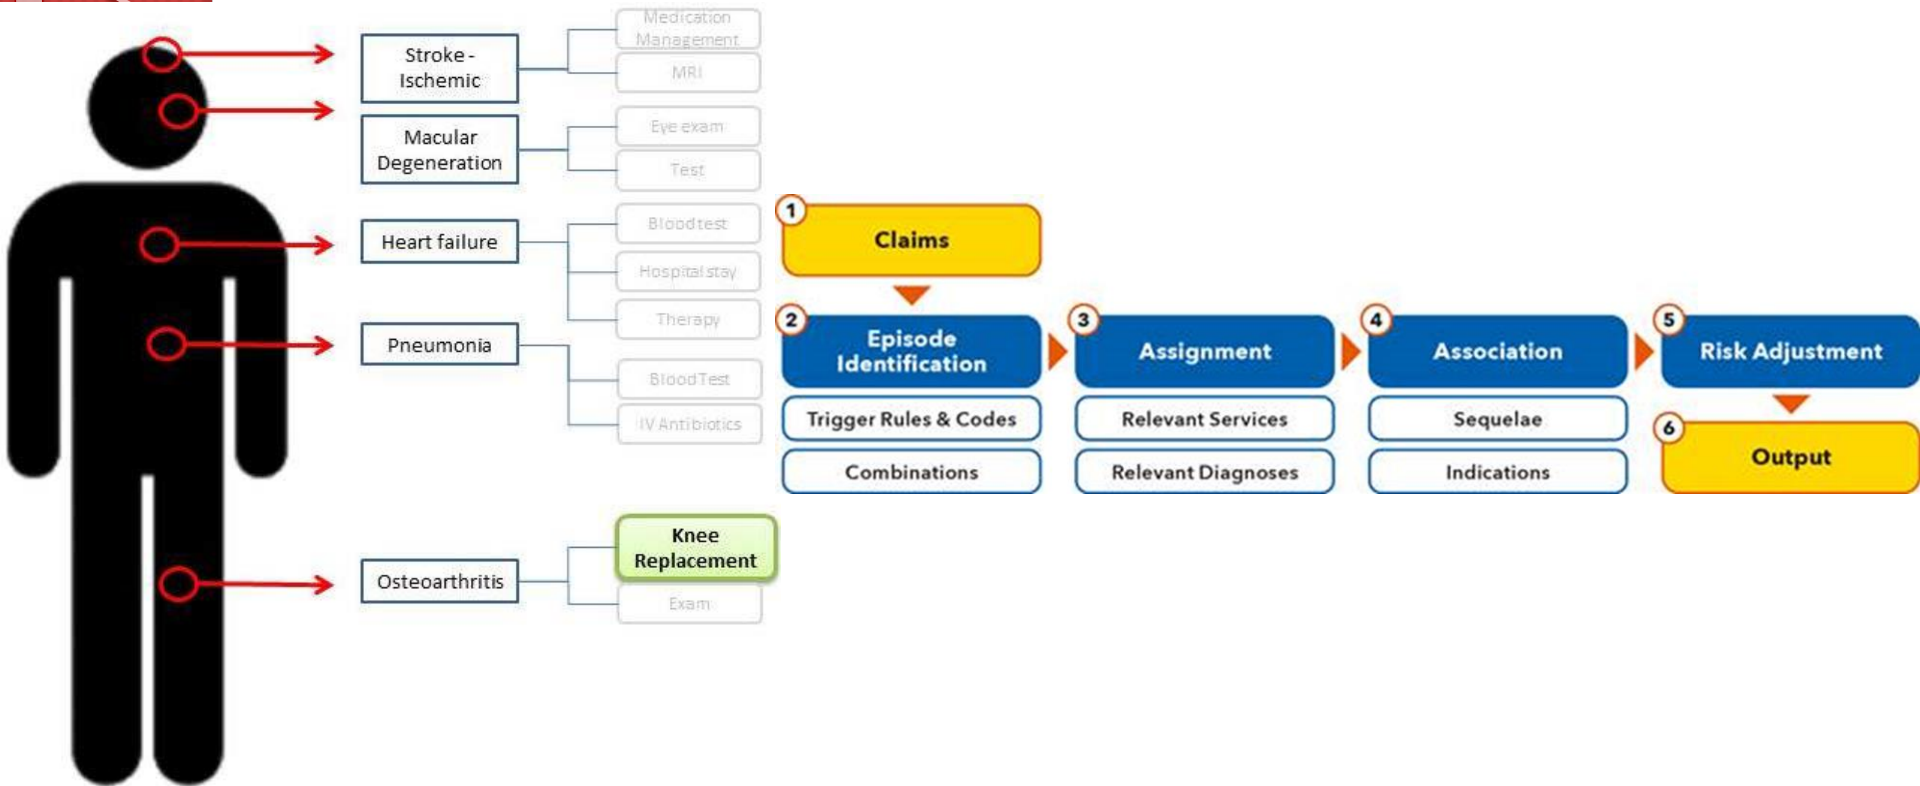 Stroke -
Ischemic
Medication
Management
MRI
Macular
Degeneration
Eye exam
Test
Heart failure
Blood test
Hospital stay
Therapy
Pneumonia
Blood Test
IV Antibiotics
Osteoarthritis
Knee
Replacement
Exam
1
Claims
2
Episode
Identification
Trigger Rules & Codes
Combinations
3
Assignment
Relevant Services
Relevant Diagnoses
4
Association
Sequelae
Indications
5
Risk Adjustment
6
Output